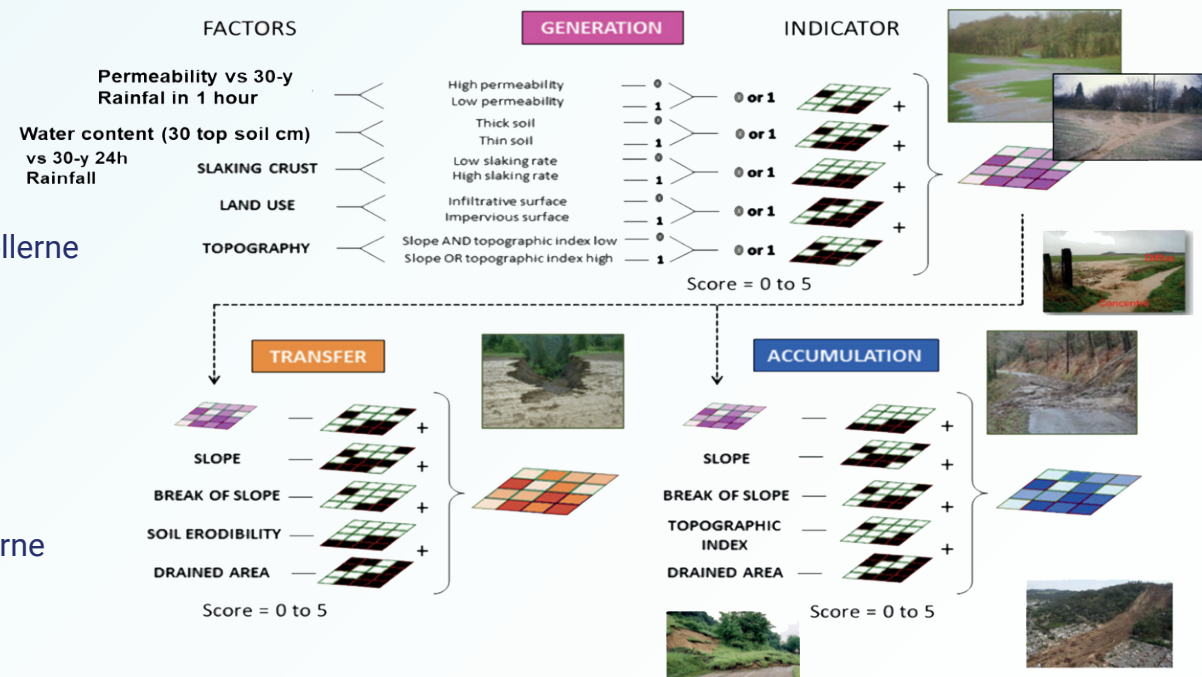 FACTORS
GENERATION
INDICATOR
Permeability vs 30-y
Rainfal in 1 hour
High permeability 0
Low permeability 1
0 or 1
+
Water content (30 top soil cm)
vs 30-y 24h
Rainfall
Thick soil 0
Thin soil 1
0 or 1
+
SLAKING CRUST
Low slaking rate 0
High slaking rate 1
0 or 1
+
LAND USE
Infiltrative surface 0
Impervious surface 1
0 or 1
+
TOPOGRAPHY
Slope AND topographic index low 0
Slope OR topographic index high 1
0 or 1
Score = 0 to 5
llerne
rne
TRANSFER
+
SLOPE
+
BREAK OF SLOPE
+
SOIL ERODIBILITY
+
DRAINED AREA
Score = 0 to 5
ACCUMULATION
+
SLOPE
+
BREAK OF SLOPE
+
TOPOGRAPHIC
INDEX
+
DRAINED AREA
Score = 0 to 5